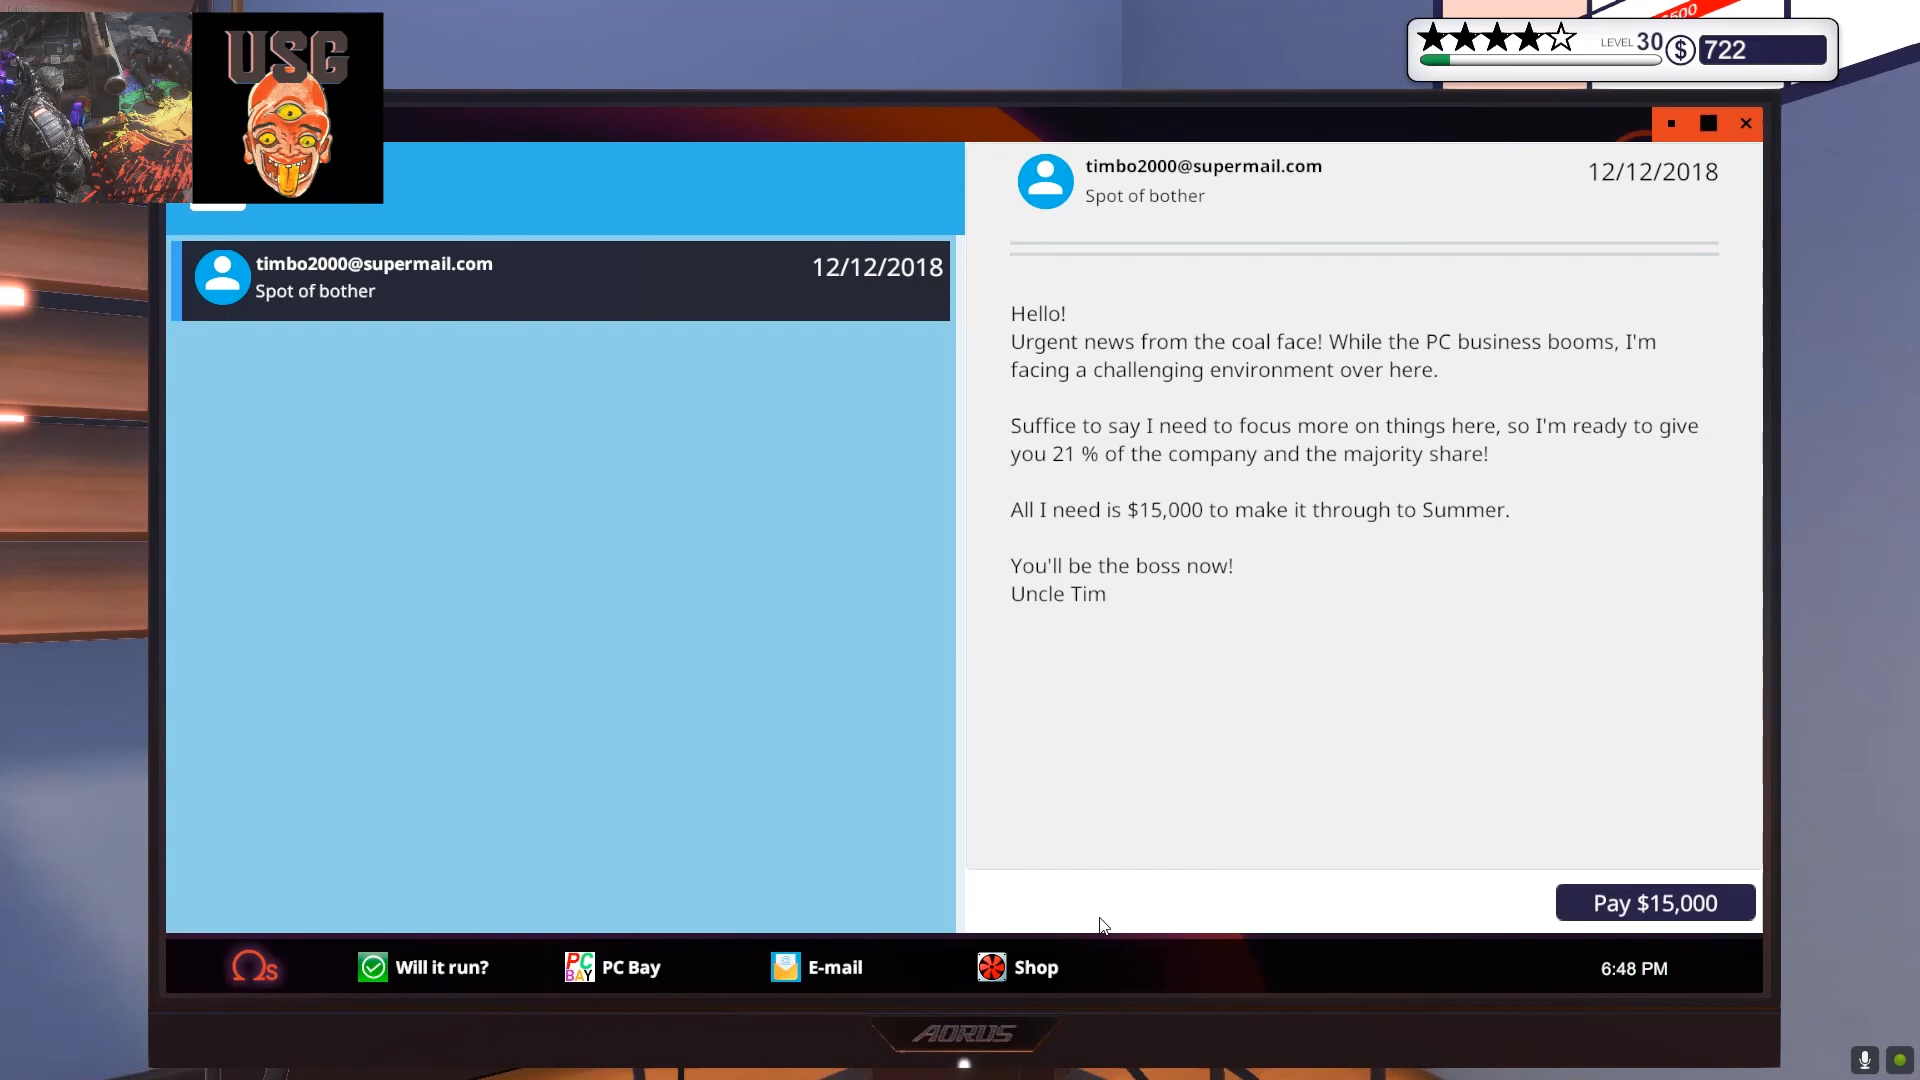 USG
$500
LEVEL 30
$ 722
timbo2000@supermail.com
12/12/2018
Spot of bother
timbo2000@supermail.com
12/12/2018
Spot of bother
Hello!
Urgent news from the coal face! While the PC business booms, I'm
facing a challenging environment over here.
Suffice to say I need to focus more on things here, so I'm ready to give
you 21 % of the company and the majority share!
All I need is $15,000 to make it through to Summer.
You'll be the boss now!
Uncle Tim
Pay $15,000
Ωs
Will it run?
PC BAY
PC Bay
E-mail
Shop
6:48 PM
AORUS